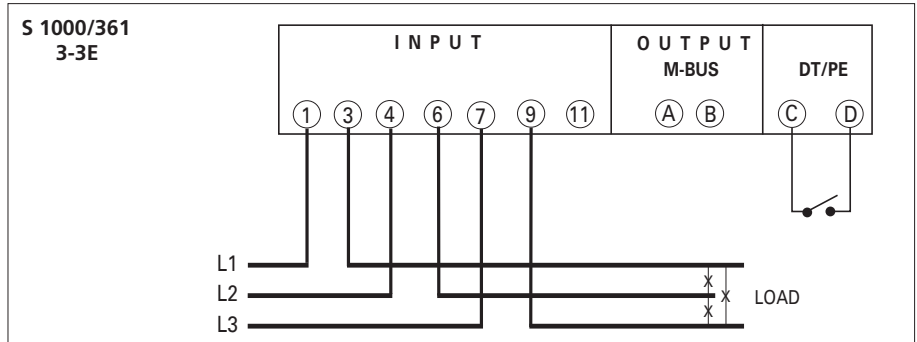 S 1000/361
3-3E
I N P U T
O U T P U T
M-BUS
DT/PE
1 3 4 6 7 9 11 A B C D
L1
L2
L3
X
X
X
LOAD